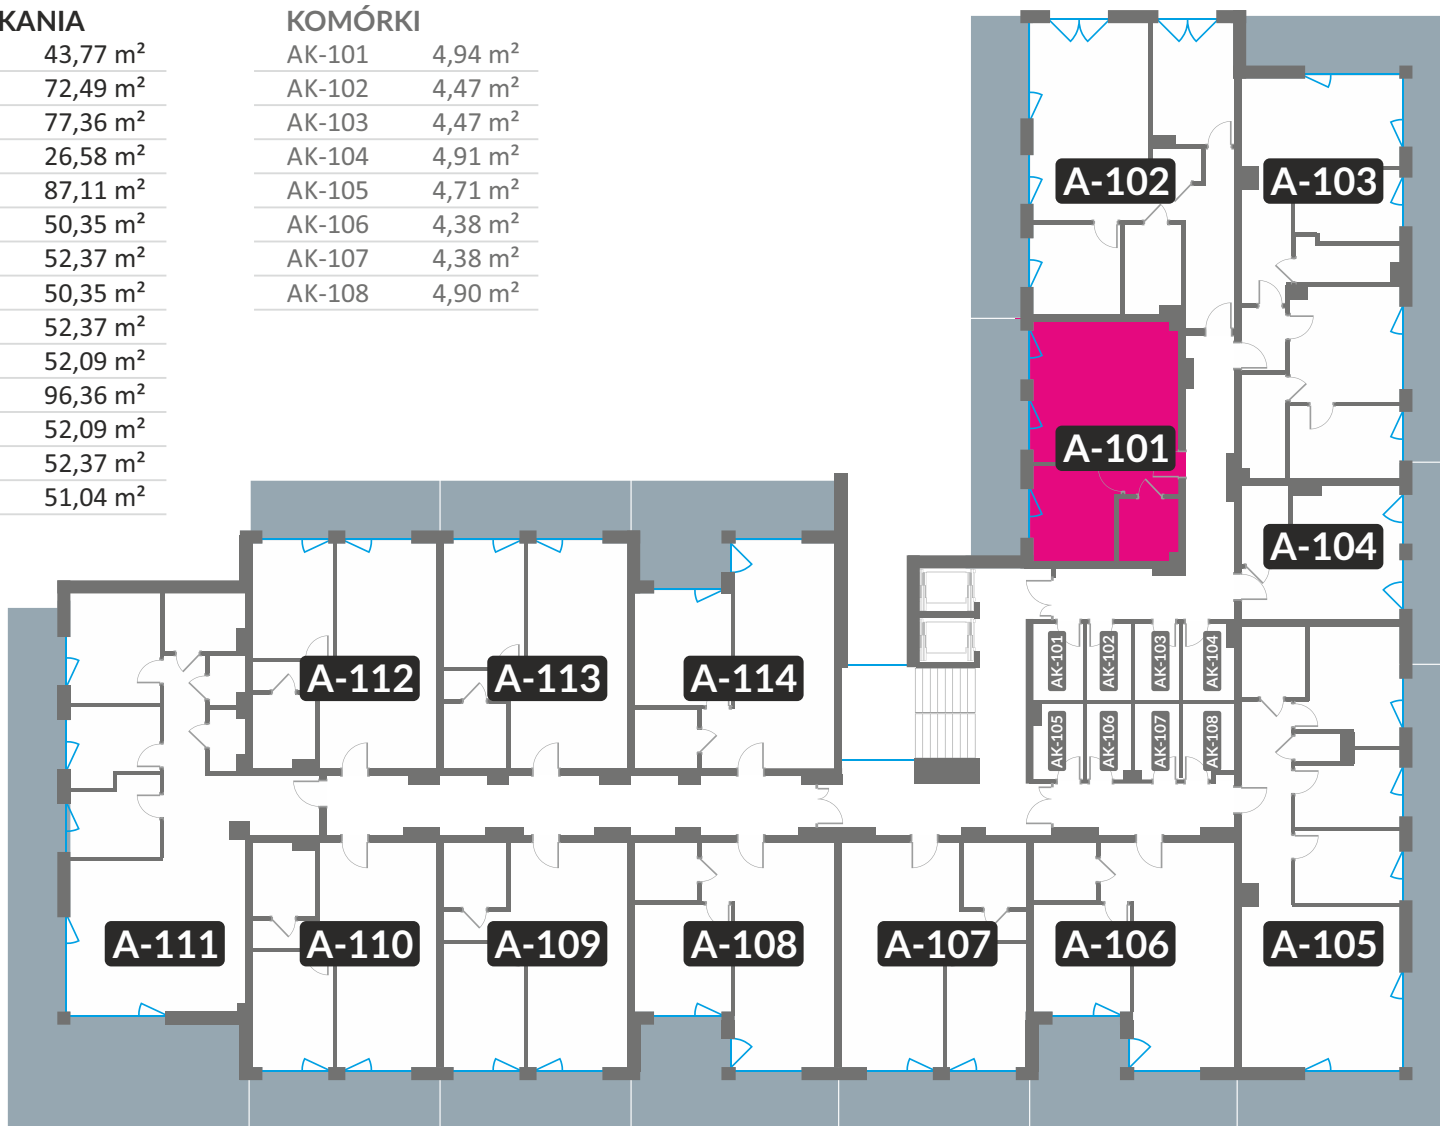 KANIA
43,77 m²
72,49 m²
77,36 m²
26,58 m²
87,11 m²
50,35 m²
52,37 m²
50,35 m²
52,37 m²
52,09 m²
96,36 m²
52,09 m²
52,37 m²
51,04 m²
KOMÓRKI
AK-101 4,94 m²
AK-102 4,47 m²
AK-103 4,47 m²
AK-104 4,91 m²
AK-105 4,71 m²
AK-106 4,38 m²
AK-107 4,38 m²
AK-108 4,90 m²
A-102
A-103
A-101
A-104
AK-101
AK-102
AK-103
AK-104
A-112
A-113
A-114
AK-105
AK-106
AK-107
AK-108
A-111
A-110
A-109
A-108
A-107
A-106
A-105